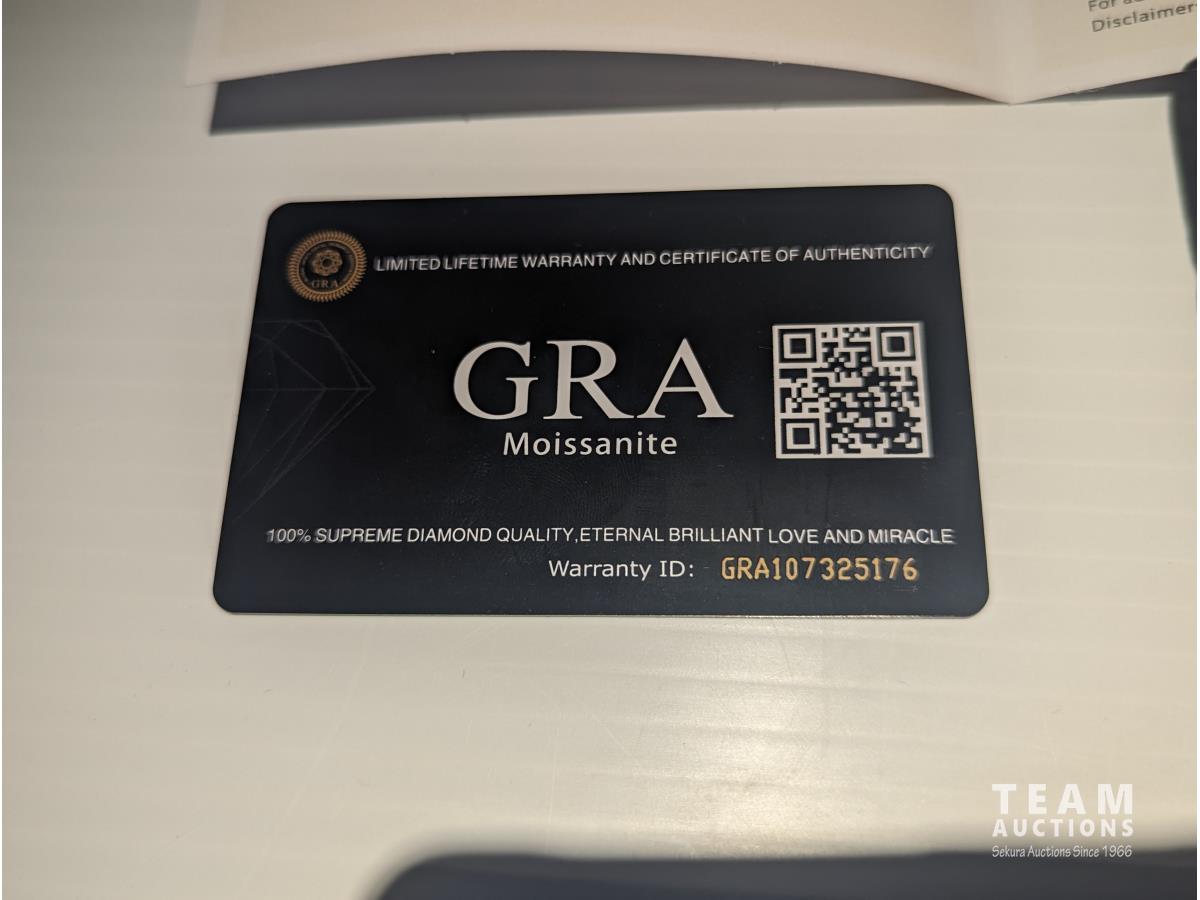 Disclaimer
LIMITED LIFETIME WARRANTY AND CERTIFICATE OF AUTHENTICITY
GRA
GRA
Moissanite
100% SUPREME DIAMOND QUALITY,ETERNAL BRILLIANT LOVE AND MIRACLE
Warranty ID: GRA107325176
TEAM
AUCTIONS
Sekura Auctions Since 1966